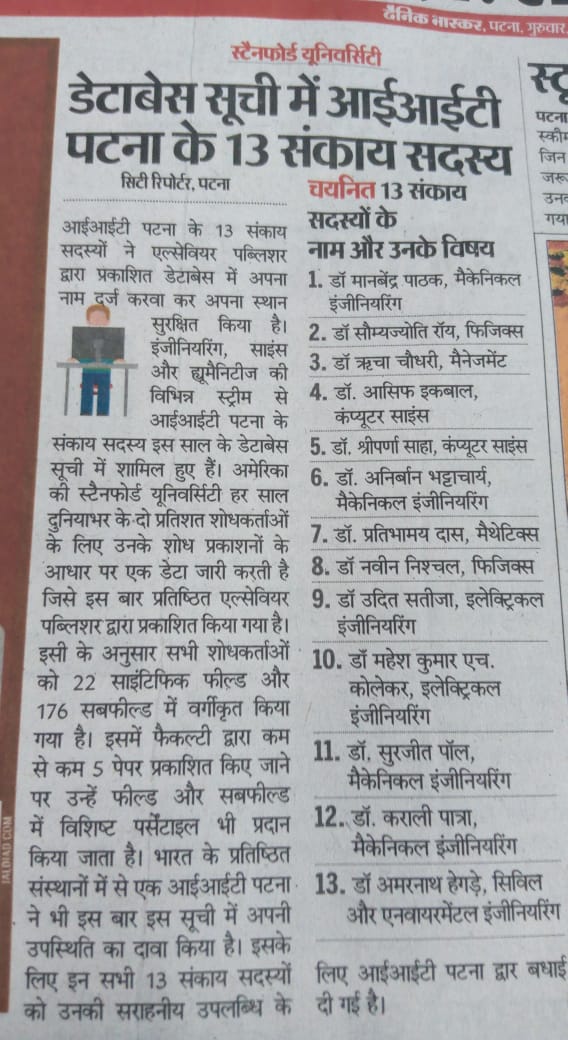 दैनिक भास्कर, पटना, गुरुवार
स्टैनफोर्ड यूनिवर्सिटी
डेटाबेस सूची में आईआईटी
पटना के 13 संकाय सदस्य
सिटी रिपोर्टर, पटना
आईआईटी पटना के 13 संकाय
सदस्यों ने एल्सेवियर पब्लिशर
द्वारा प्रकाशित डेटाबेस में अपना
नाम दर्ज करवा कर अपना स्थान
सुरक्षित किया है।
इंजीनियरिंग, साइंस
और ह्यूमैनिटीज की
विभिन्न स्ट्रीम से
आईआईटी पटना के
संकाय सदस्य इस साल के डेटाबेस
सूची में शामिल हुए हैं। अमेरिका
की स्टैनफोर्ड यूनिवर्सिटी हर साल
दुनियाभर के दो प्रतिशत शोधकर्ताओं
के लिए उनके शोध प्रकाशनों के
आधार पर एक डेटा जारी करती है
जिसे इस बार प्रतिष्ठित एल्सेवियर
पब्लिशर द्वारा प्रकाशित किया गया है।
इसी के अनुसार सभी शोधकर्ताओं
को 22 साइंटिफिक फील्ड और
176 सबफील्ड में वर्गीकृत किया
गया है। इसमें फैकल्टी द्वारा कम
से कम 5 पेपर प्रकाशित किए जाने
पर उन्हें फील्ड और सबफील्ड
में विशिष्ट पर्सेंटाइल भी प्रदान
किया जाता है। भारत के प्रतिष्ठित
संस्थानों में से एक आईआईटी पटना
ने भी इस बार इस सूची में अपनी
उपस्थिति का दावा किया है। इसके
लिए इन सभी 13 संकाय सदस्यों
को उनकी सराहनीय उपलब्धि के
चयनित 13 संकाय
सदस्यों के
नाम और उनके विषय
1. डॉ मानबेंद्र पाठक, मैकेनिकल
इंजीनियरिंग
2. डॉ सौम्यज्योति रॉय, फिजिक्स
3. डॉ ऋचा चौधरी, मैनेजमेंट
4. डॉ. आसिफ इकबाल,
कंप्यूटर साइंस
5. डॉ. श्रीपर्णा साहा, कंप्यूटर साइंस
6. डॉ. अनिर्बान भट्टाचार्य,
मैकेनिकल इंजीनियरिंग
7. डॉ. प्रतिभामय दास, मैथेटिक्स
8. डॉ नवीन निश्चल, फिजिक्स
9. डॉ उदित सतीजा, इलेक्ट्रिकल
इंजीनियरिंग
10. डॉ महेश कुमार एच.
कोलेकर, इलेक्ट्रिकल
इंजीनियरिंग
11. डॉ. सुरजीत पॉल,
मैकेनिकल इंजीनियरिंग
12. डॉ. कराली पात्रा,
मैकेनिकल इंजीनियरिंग
13. डॉ अमरनाथ हेगड़े, सिविल
और एनवायरमेंटल इंजीनियरिंग
लिए आईआईटी पटना द्वार बधाई
दी गई है।
पटना
जिन